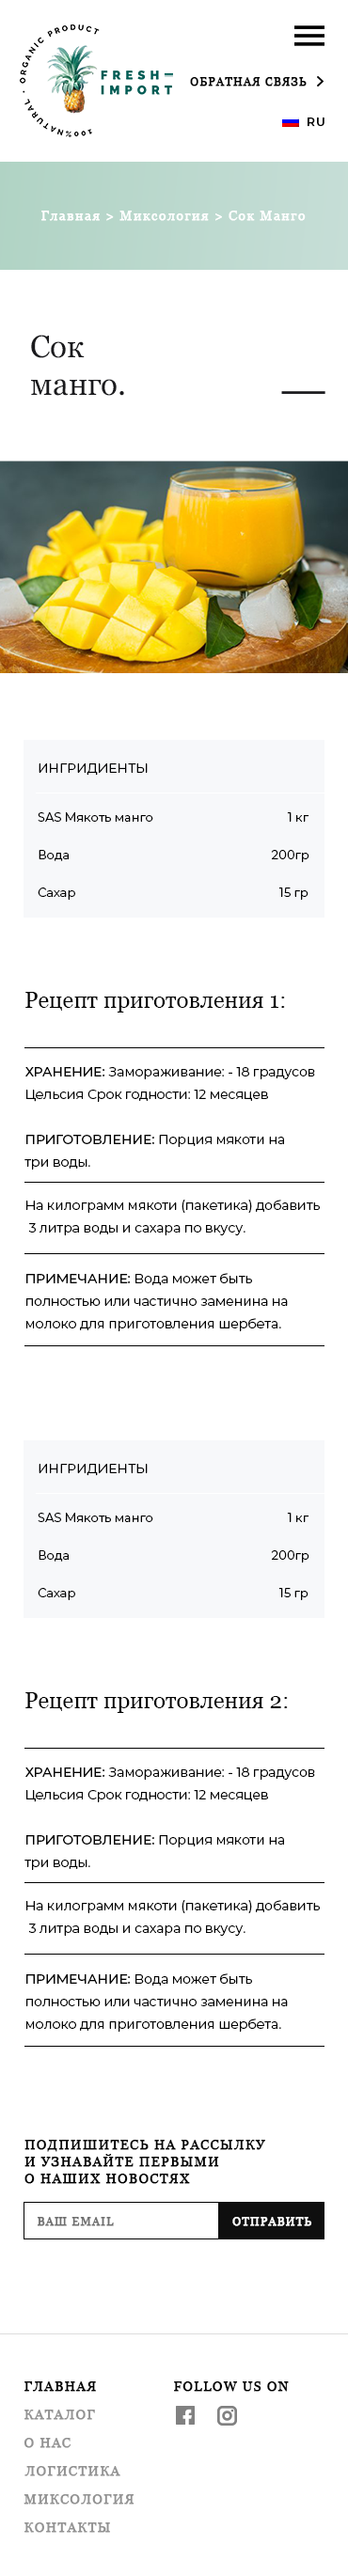 ORGANIC PRODUCT · 100% NATURAL ·
FRESH-
IMPORT
ОБРАТНАЯ СВЯЗЬ
RU
Главная > Миксология > Сок Манго
Сок
манго.
ИНГРИДИЕНТЫ
SAS Мякоть манго 1 кг
Вода 200гр
Сахар 15 гр
Рецепт приготовления 1:
ХРАНЕНИЕ: Замораживание: - 18 градусов
Цельсия Срок годности: 12 месяцев
ПРИГОТОВЛЕНИЕ: Порция мякоти на
три воды.
На килограмм мякоти (пакетика) добавить
3 литра воды и сахара по вкусу.
ПРИМЕЧАНИЕ: Вода может быть
полностью или частично заменина на
молоко для приготовления шербета.
ИНГРИДИЕНТЫ
SAS Мякоть манго 1 кг
Вода 200гр
Сахар 15 гр
Рецепт приготовления 2:
ХРАНЕНИЕ: Замораживание: - 18 градусов
Цельсия Срок годности: 12 месяцев
ПРИГОТОВЛЕНИЕ: Порция мякоти на
три воды.
На килограмм мякоти (пакетика) добавить
3 литра воды и сахара по вкусу.
ПРИМЕЧАНИЕ: Вода может быть
полностью или частично заменина на
молоко для приготовления шербета.
ПОДПИШИТЕСЬ НА РАССЫЛКУ
И УЗНАВАЙТЕ ПЕРВЫМИ
О НАШИХ НОВОСТЯХ
ВАШ EMAIL ОТПРАВИТЬ
ГЛАВНАЯ
КАТАЛОГ
О НАС
ЛОГИСТИКА
МИКСОЛОГИЯ
КОНТАКТЫ
FOLLOW US ON